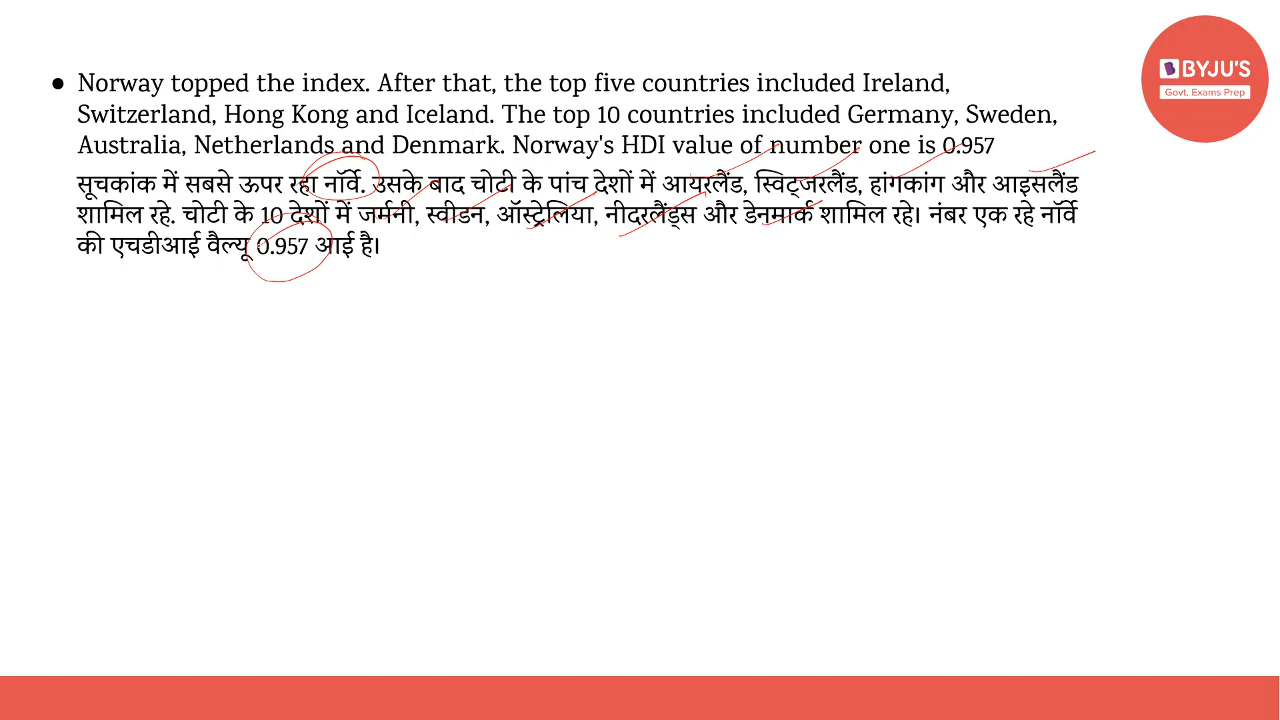 BYJU'S
Govt. Exams Prep
● Norway topped the index. After that, the top five countries included Ireland,
Switzerland, Hong Kong and Iceland. The top 10 countries included Germany, Sweden,
Australia, Netherlands and Denmark. Norway's HDI value of number one is 0.957
सूचकांक में सबसे ऊपर रहा नॉर्वे. उसके बाद चोटी के पांच देशों में आयरलैंड, स्विट्जरलैंड, हांगकांग और आइसलैंड
शामिल रहे. चोटी के 10 देशों में जर्मनी, स्वीडन, ऑस्ट्रेलिया, नीदरलैंड्स और डेनमार्क शामिल रहे। नंबर एक रहे नॉर्वे
की एचडीआई वैल्यू 0.957 आई है।